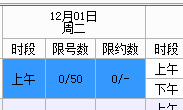 12月01日
周二
时段 限号数 限约数 时段
上午 0/50 0/- 上午
下午